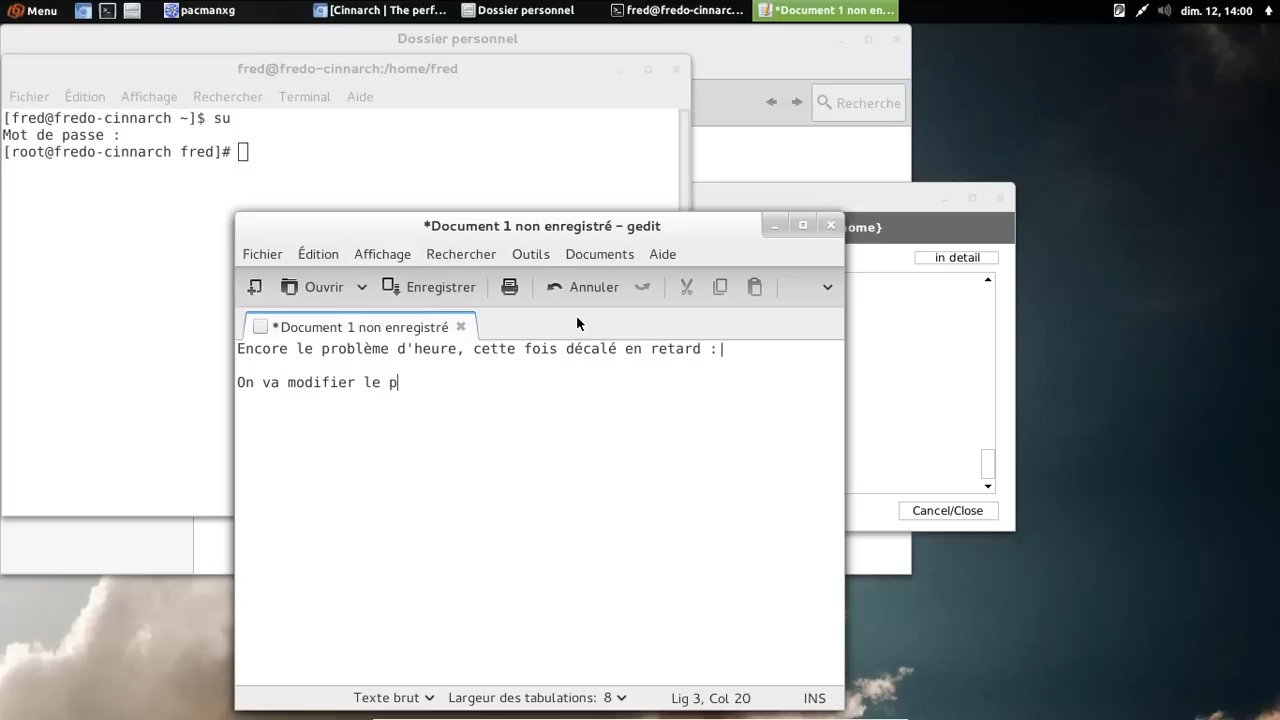 Menu
pacmanxg
[Cinnarch | The perf...
Dossier personnel
fred@fredo-cinnarc...
*Document 1 non en...
dim. 12, 14:00
Dossier personnel
fred@fredo-cinnarch:/home/fred
Fichier Édition Affichage Rechercher Terminal Aide
Recherche
[fred@fredo-cinnarch ~]$ su
Mot de passe :
[root@fredo-cinnarch fred]#
ome}
in detail
Cancel/Close
*Document 1 non enregistré - gedit
Fichier Édition Affichage Rechercher Outils Documents Aide
Ouvrir Enregistrer Annuler
*Document 1 non enregistré
Encore le problème d'heure, cette fois décalé en retard :|
On va modifier le p
Texte brut Largeur des tabulations: 8 Lig 3, Col 20 INS